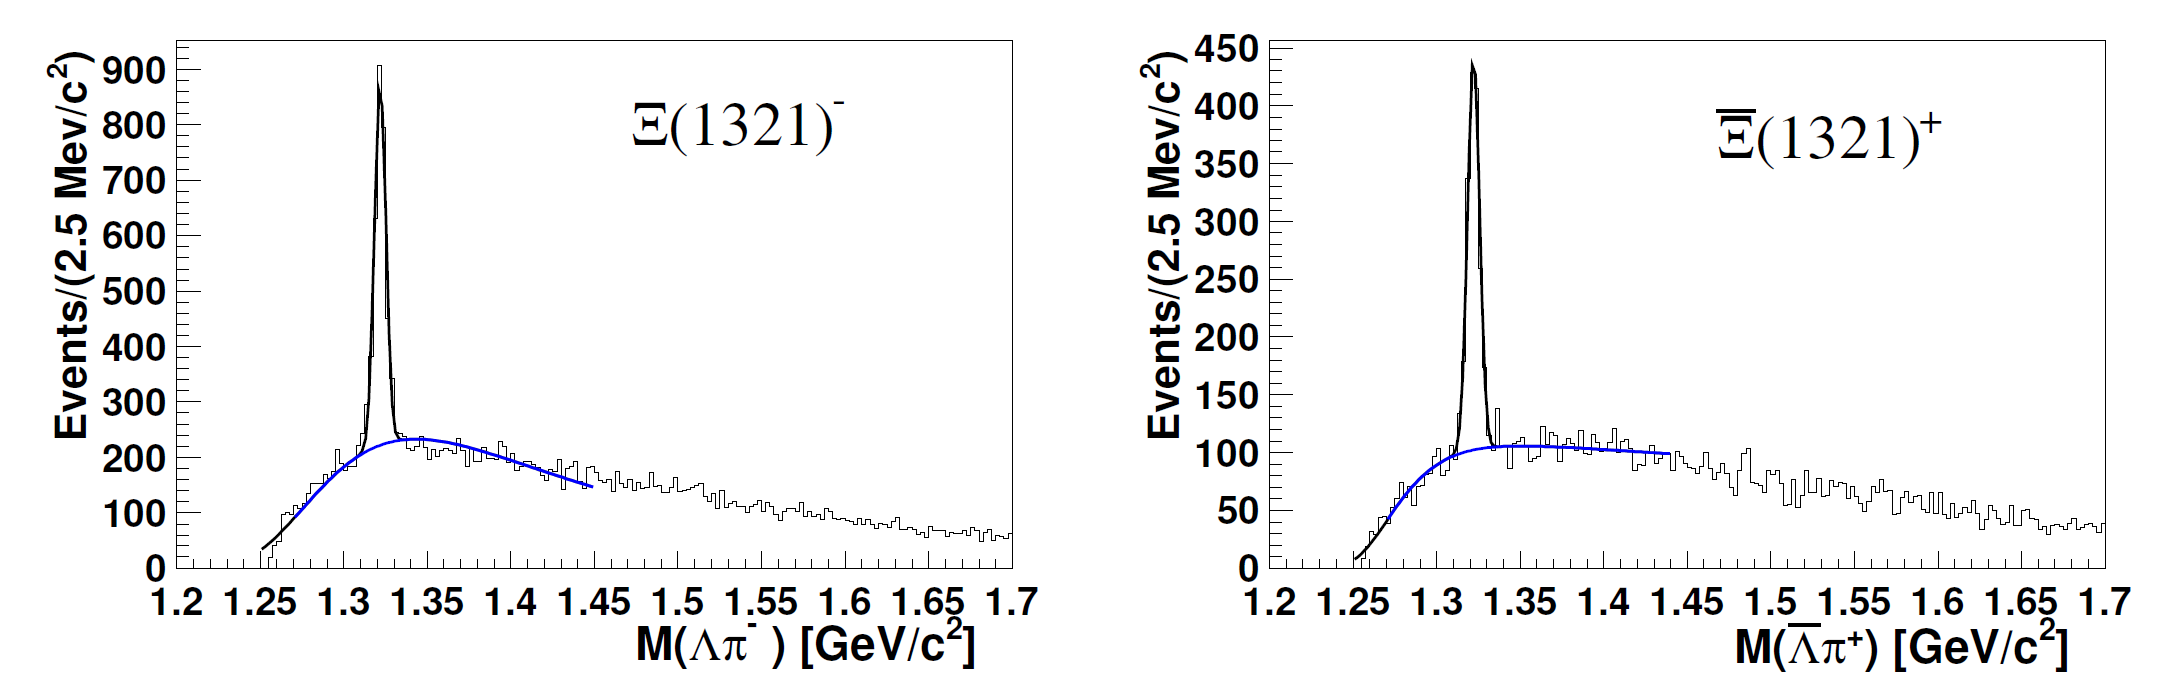 Events/(2.5 Mev/c²)
900
800
700
600
500
400
300
200
100
0
Ξ(1321)⁻
1.2 1.25 1.3 1.35 1.4 1.45 1.5 1.55 1.6 1.65 1.7
M(Λπ⁻ ) [GeV/c²]
Events/(2.5 Mev/c²)
450
400
350
300
250
200
150
100
50
0
Ξ̅(1321)⁺
1.2 1.25 1.3 1.35 1.4 1.45 1.5 1.55 1.6 1.65 1.7
M(Λ̅π⁺) [GeV/c²]